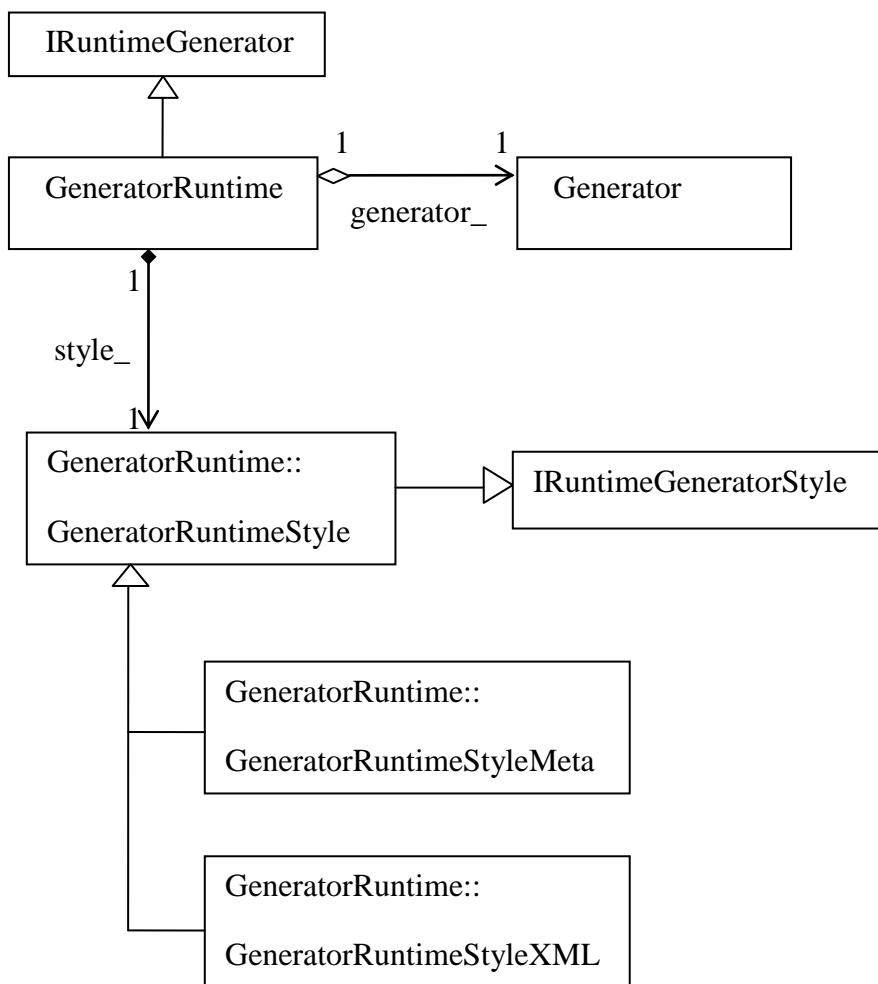 IRuntimeGenerator
1
1
GeneratorRuntime
Generator
generator_
1
style_
1
GeneratorRuntime::
GeneratorRuntimeStyle
IRuntimeGeneratorStyle
GeneratorRuntime::
GeneratorRuntimeStyleMeta
GeneratorRuntime::
GeneratorRuntimeStyleXML